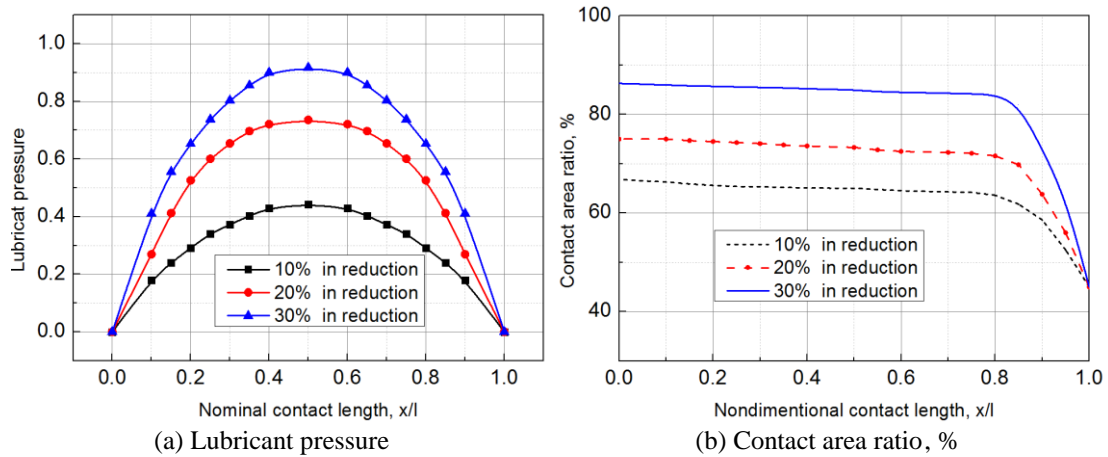 1.0
0.8
0.6
0.4
0.2
0.0
Lubricat pressure
10% in reduction
20% in reduction
30% in reduction
0.0 0.2 0.4 0.6 0.8 1.0
Nominal contact length, x/l
(a) Lubricant pressure
100
80
60
40
Contact area ratio, %
10% in reduction
20% in reduction
30% in reduction
0.2 0.4 0.6 0.8 1.0
Nondimentional contact length, x/l
(b) Contact area ratio, %